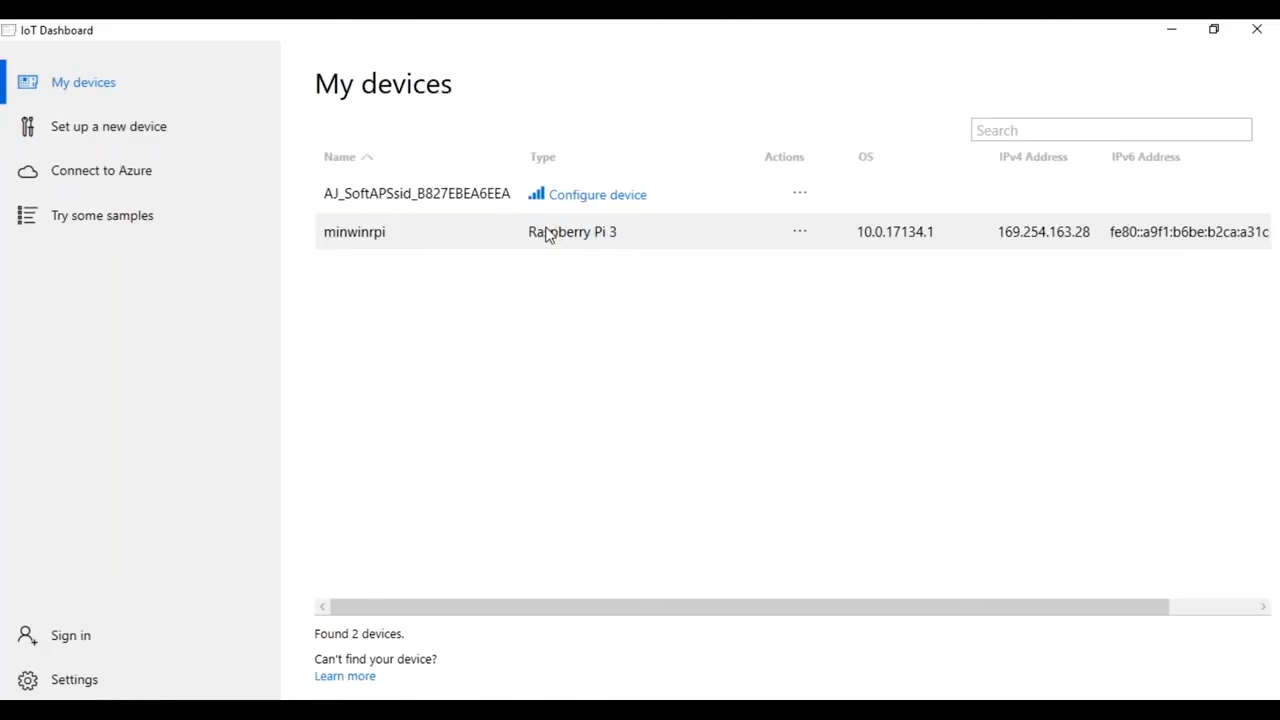 IoT Dashboard
My devices
Set up a new device
Connect to Azure
Try some samples
Sign in
Settings
My devices
Search
Name Type Actions OS IPv4 Address IPv6 Address
AJ_SoftAPSsid_B827EBEA6EEA Configure device ...
minwinrpi Raspberry Pi 3 ... 10.0.17134.1 169.254.163.28 fe80::a9f1:b6be:b2ca:a31c
Found 2 devices.
Can't find your device?
Learn more